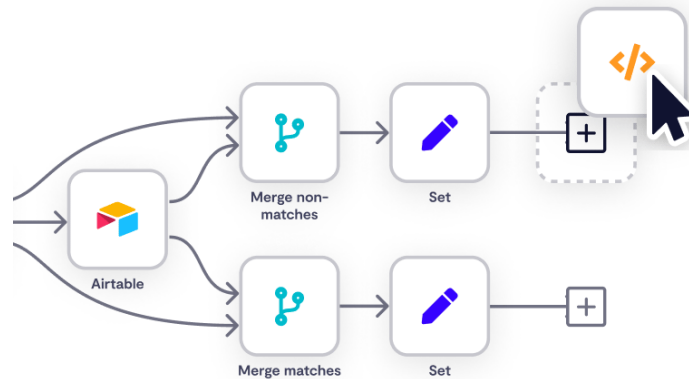 Merge non-
matches
Set
Airtable
Merge matches
Set